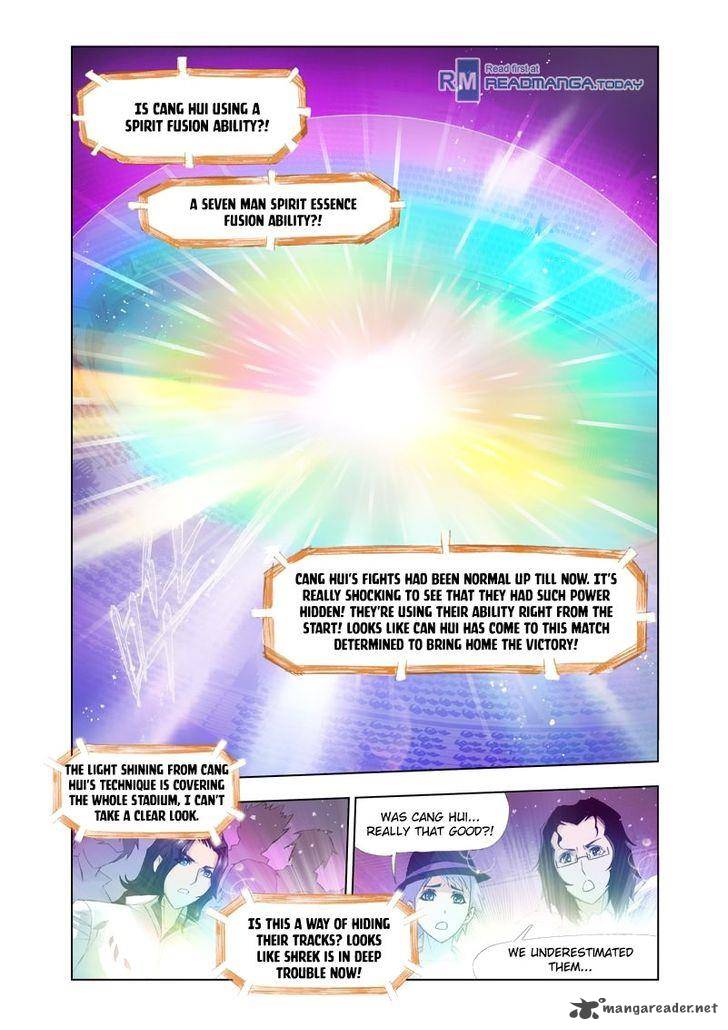 Read first at
RM READMANGA.TODAY
IS CANG HUI USING A
SPIRIT FUSION ABILITY?!
A SEVEN MAN SPIRIT ESSENCE
FUSION ABILITY?!
CANG HUI'S FIGHTS HAD BEEN NORMAL UP TILL NOW. IT'S
REALLY SHOCKING TO SEE THAT THEY HAD SUCH POWER
HIDDEN! THEY'RE USING THEIR ABILITY RIGHT FROM THE
START! LOOKS LIKE CAN HUI HAS COME TO THIS MATCH
DETERMINED TO BRING HOME THE VICTORY!
THE LIGHT SHINING FROM CANG
HUI'S TECHNIQUE IS COVERING
THE WHOLE STADIUM, I CAN'T
TAKE A CLEAR LOOK.
IS THIS A WAY OF HIDING
THEIR TRACKS? LOOKS
LIKE SHREK IS IN DEEP
TROUBLE NOW!
WAS CANG HUI...
REALLY THAT GOOD?!
WE UNDERESTIMATED
THEM...
mangareader.net